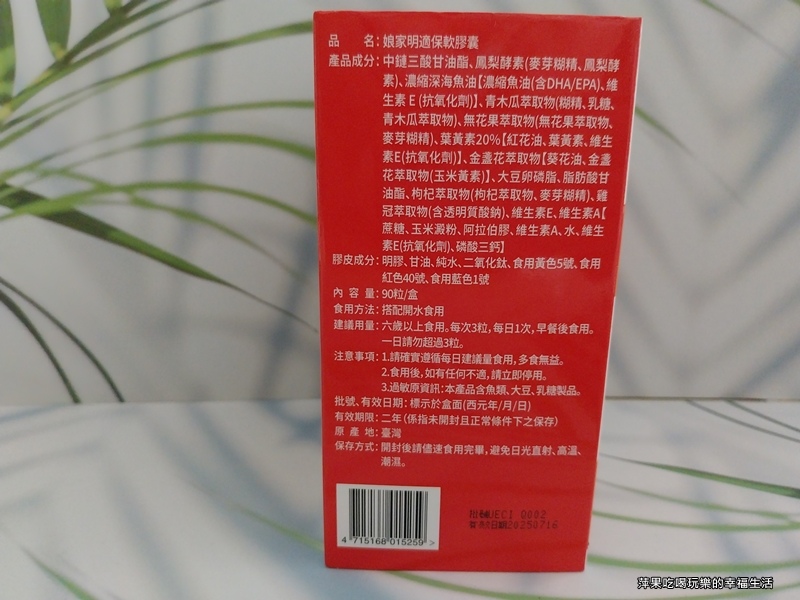 品　　名：娘家明適保軟膠囊
產品成分：中鏈三酸甘油酯、鳳梨酵素(麥芽糊精、鳳梨酵
素)、濃縮深海魚油【濃縮魚油(含DHA/EPA)、維
生素 E (抗氧化劑)】、青木瓜萃取物(糊精、乳糖、
青木瓜萃取物)、無花果萃取物(無花果萃取物、
麥芽糊精)、葉黃素20%【紅花油、葉黃素、維生
素E(抗氧化劑)】、金盞花萃取物【葵花油、金盞
花萃取物(玉米黃素)】、大豆卵磷脂、脂肪酸甘
油酯、枸杞萃取物(枸杞萃取物、麥芽糊精)、雞
冠萃取物(含透明質酸鈉)、維生素E、維生素A【
蔗糖、玉米澱粉、阿拉伯膠、維生素A、水、維生
素E(抗氧化劑)、磷酸三鈣】
膠皮成分：明膠、甘油、純水、二氧化鈦、食用黃色5號、食用
紅色40號、食用藍色1號
內 容 量：90粒/盒
食用方法：搭配開水食用
建議用量：六歲以上食用。每次3粒，每日1次，早餐後食用。
一日請勿超過3粒。
注意事項：1.請確實遵循每日建議量食用，多食無益。
2.食用後，如有任何不適，請立即停用。
3.過敏原資訊：本產品含魚類、大豆、乳糖製品。
批號、有效日期：標示於盒面(西元年/月/日)
有效期限：二年（係指未開封且正常條件下之保存）
原 產 地：臺灣
保存方式：開封後請儘速食用完畢，避免日光直射、高溫、
潮濕。
批號UEC1 0002
有效日期20250716
4 715168 015259 >
萍果吃喝玩樂的幸福生活